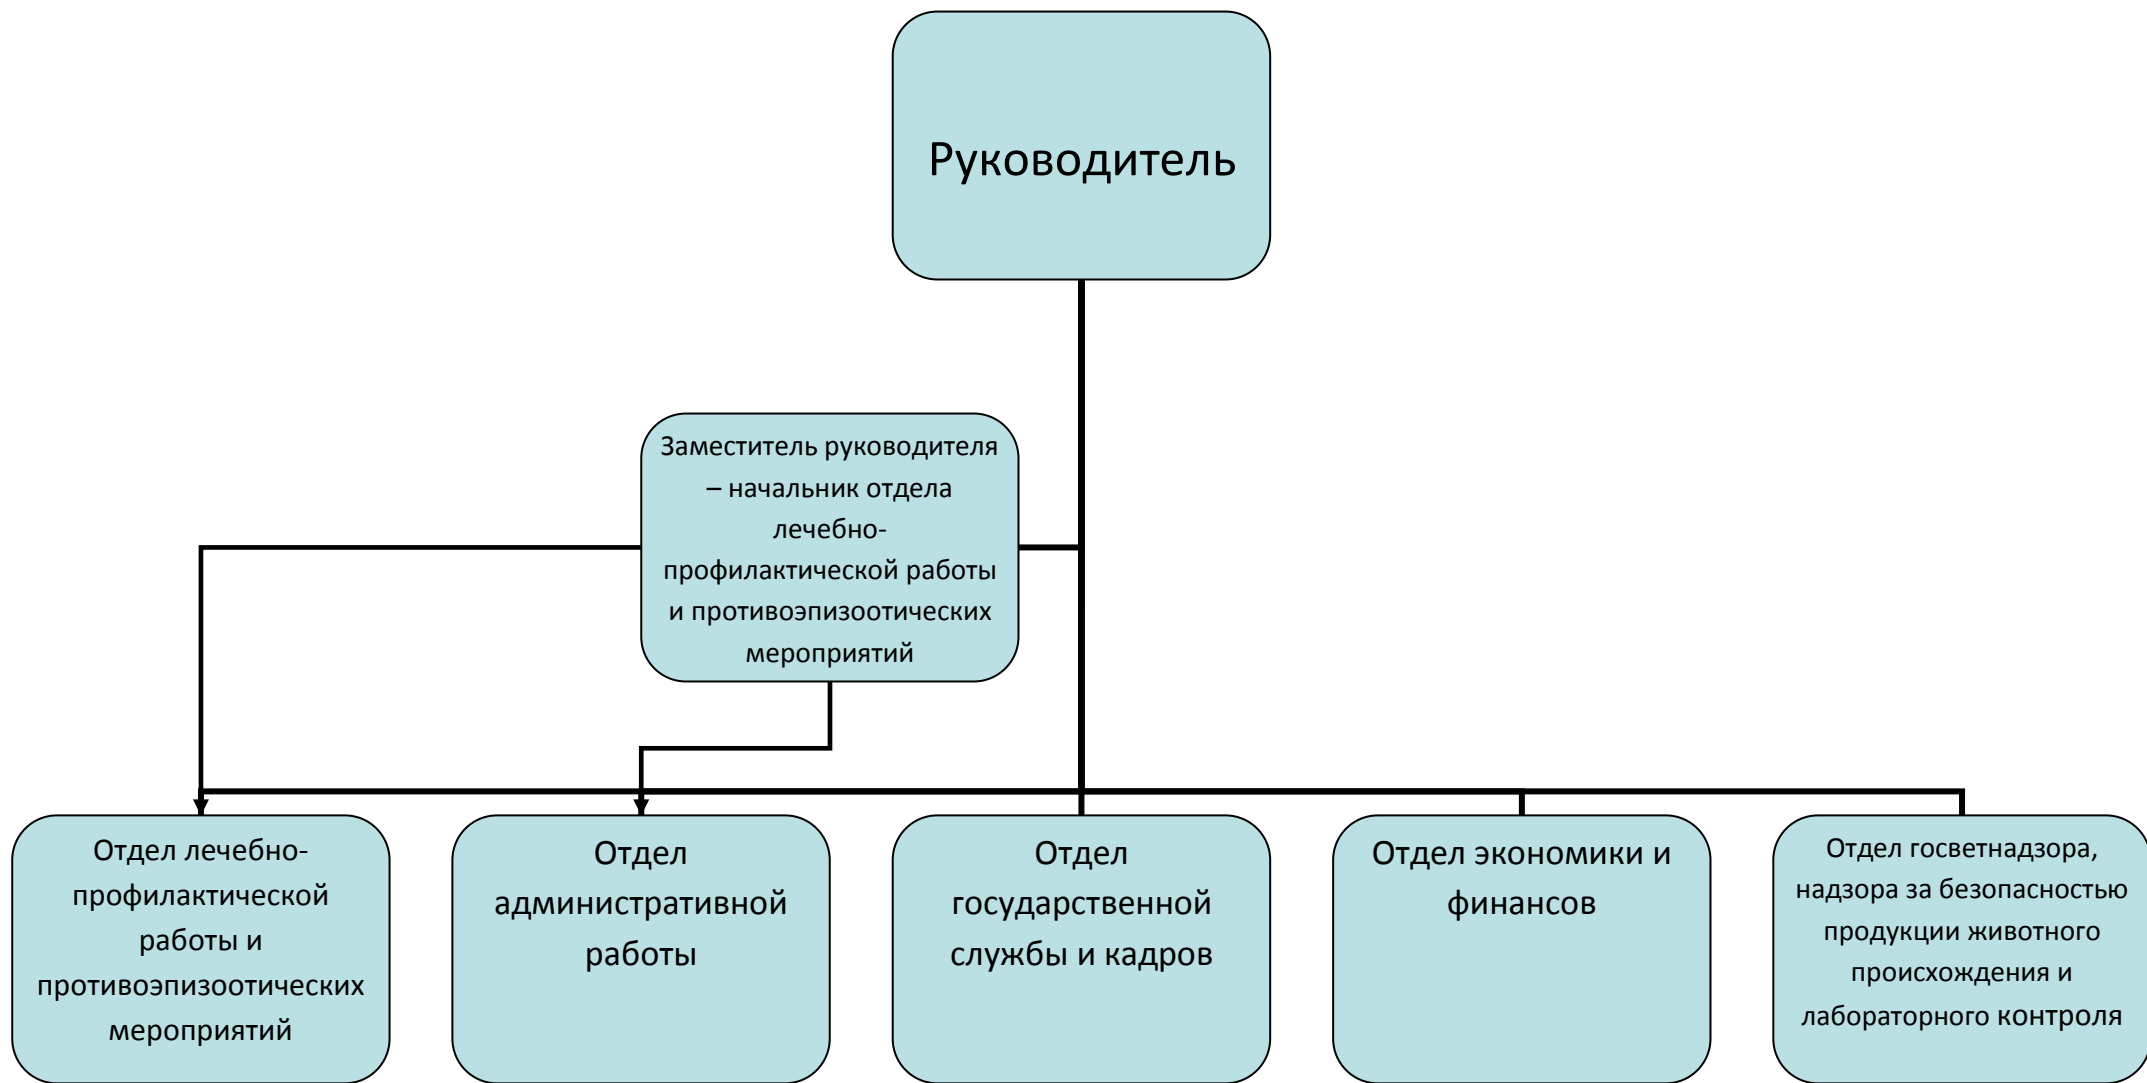 Руководитель
Заместитель руководителя
– начальник отдела
лечебно-
профилактической работы
и противоэпизоотических
мероприятий
Отдел лечебно-
профилактической
работы и
противоэпизоотических
мероприятий
Отдел
административной
работы
Отдел
государственной
службы и кадров
Отдел экономики и
финансов
Отдел госветнадзора,
надзора за безопасностью
продукции животного
происхождения и
лабораторного контроля